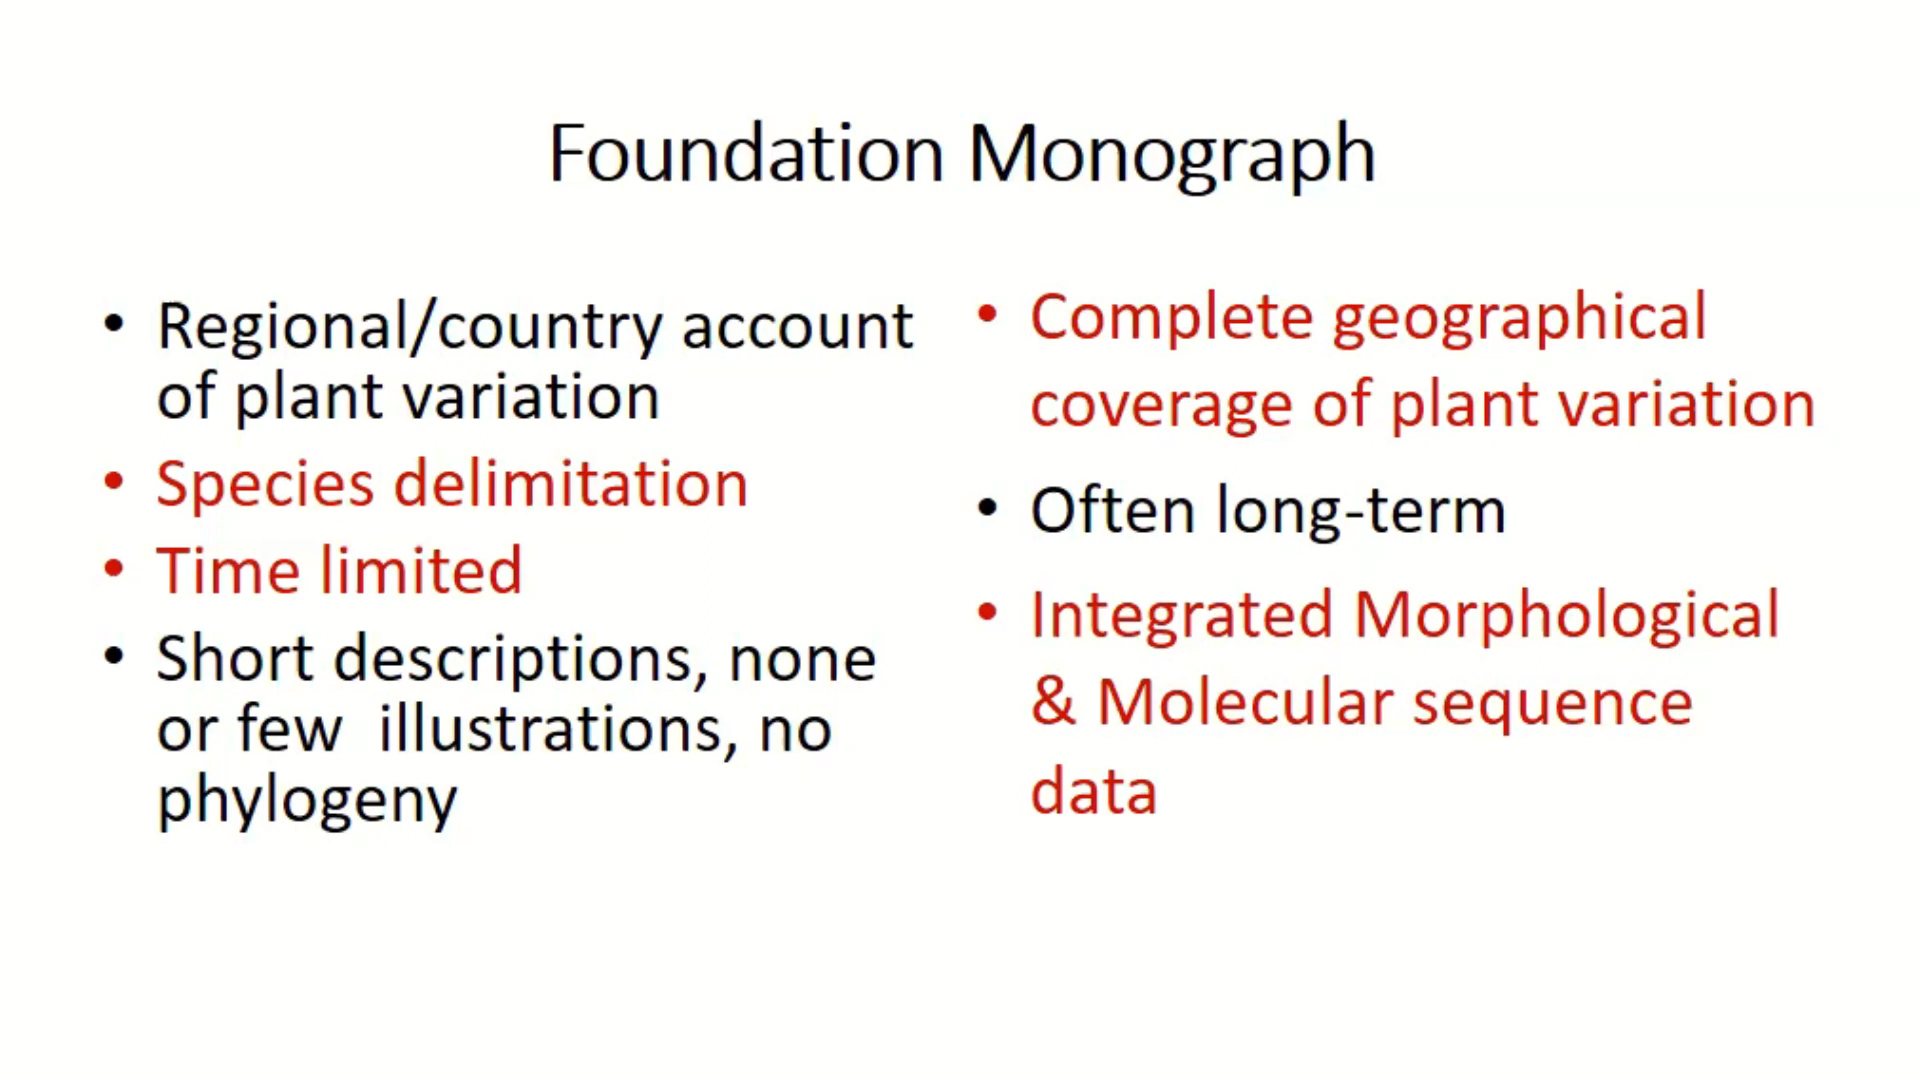 Foundation Monograph
• Regional/country account
of plant variation
• Species delimitation
• Time limited
• Short descriptions, none
or few  illustrations, no
phylogeny
• Complete geographical
coverage of plant variation
• Often long-term
• Integrated Morphological
& Molecular sequence
data